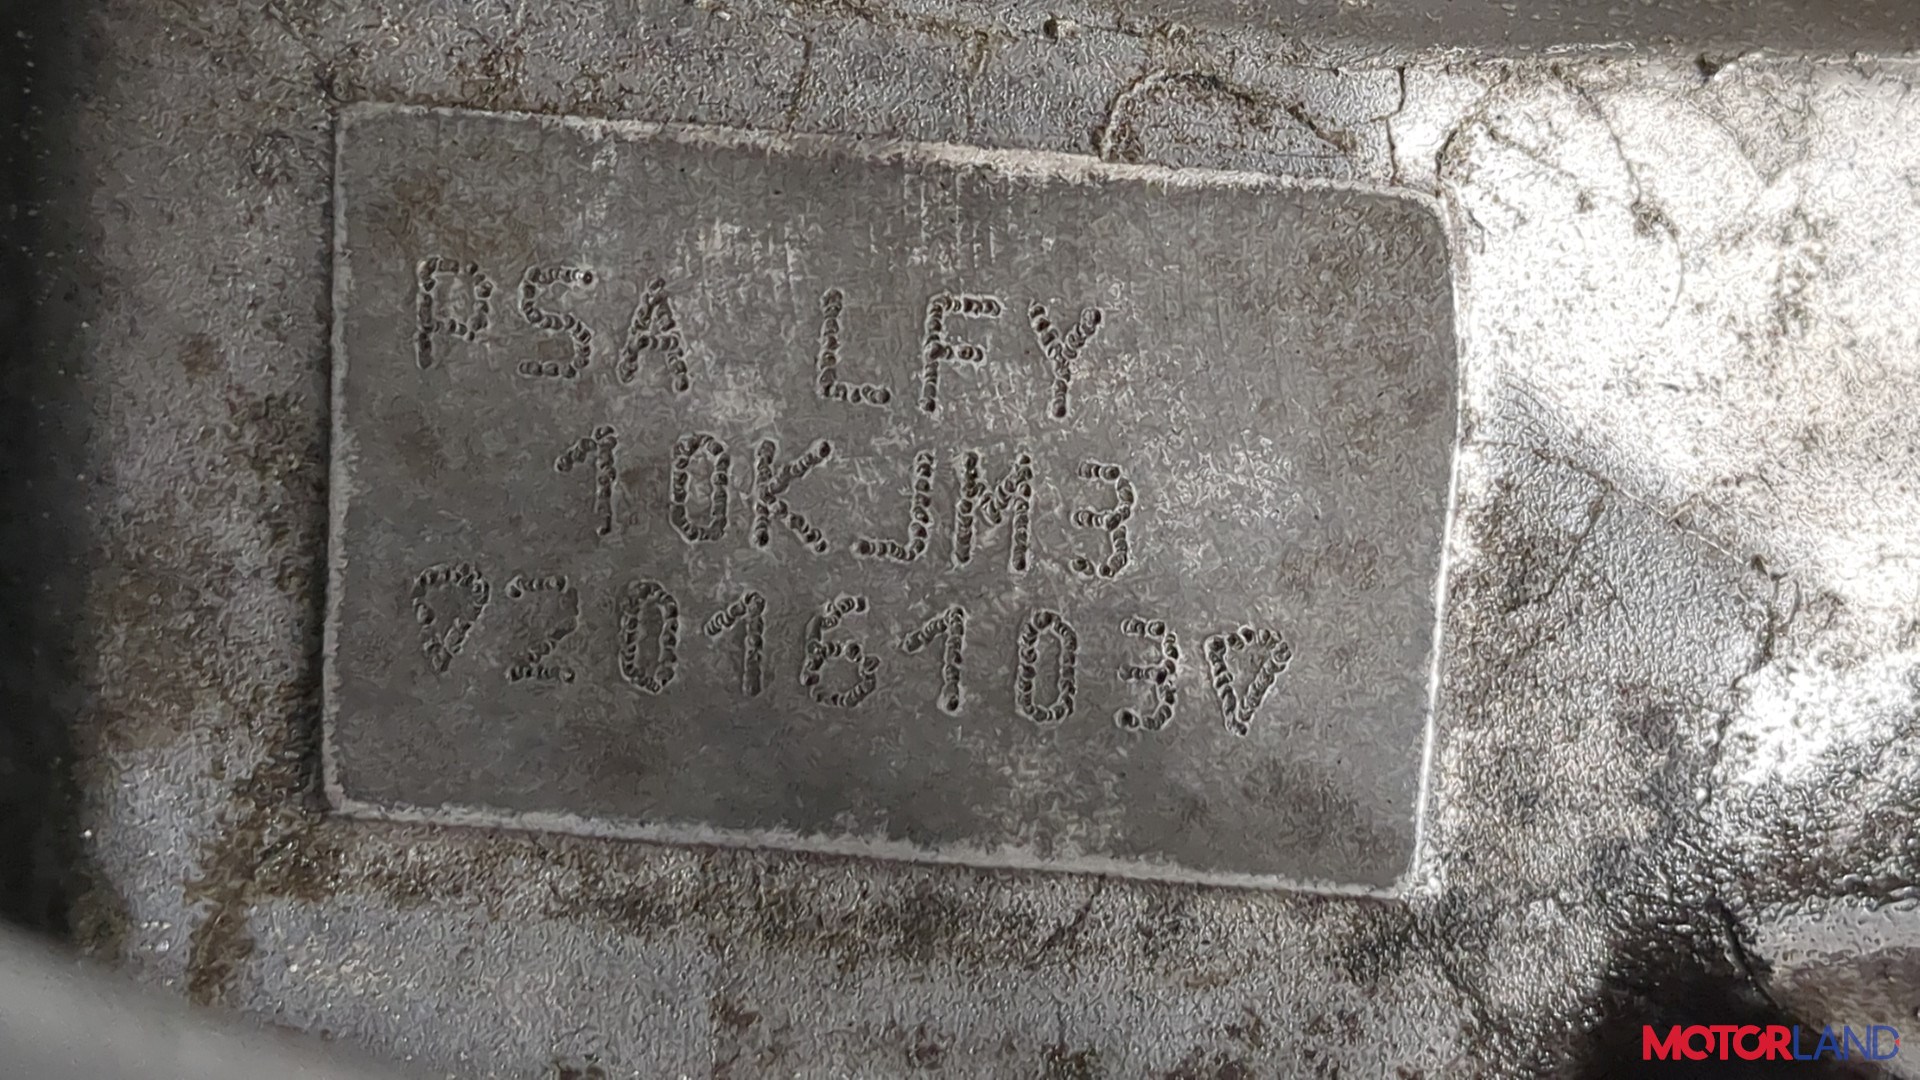 PSA LFY
10KJM3
▽2016103▽
MOTORLAND